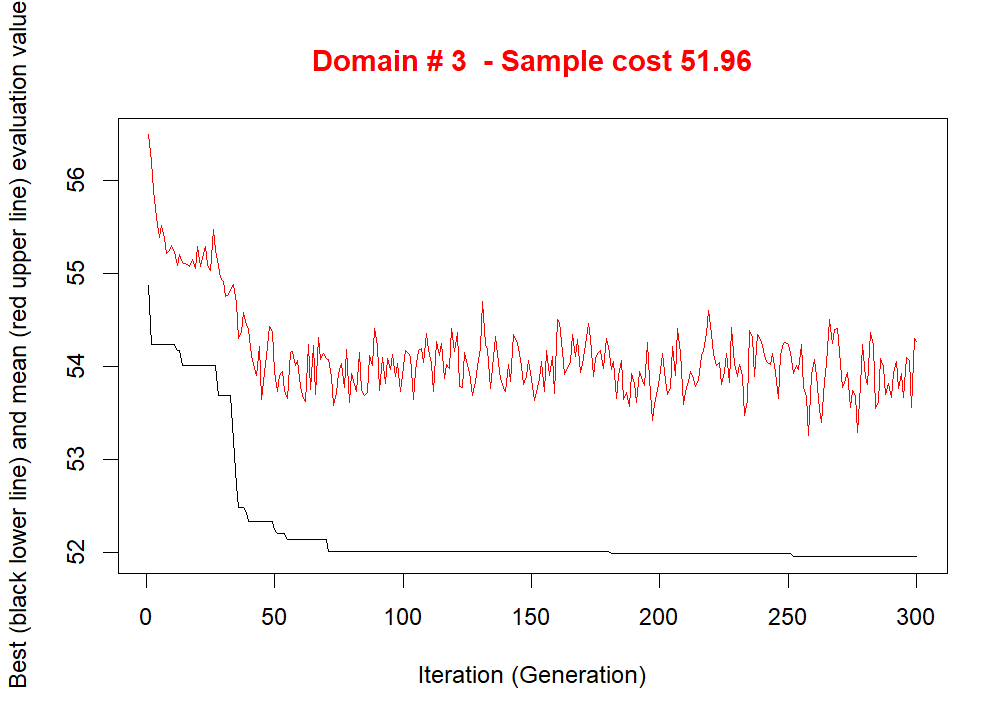 Domain # 3 - Sample cost 51.96
Best (black lower line) and mean (red upper line) evaluation value
56
55
54
53
52
0 50 100 150 200 250 300
Iteration (Generation)